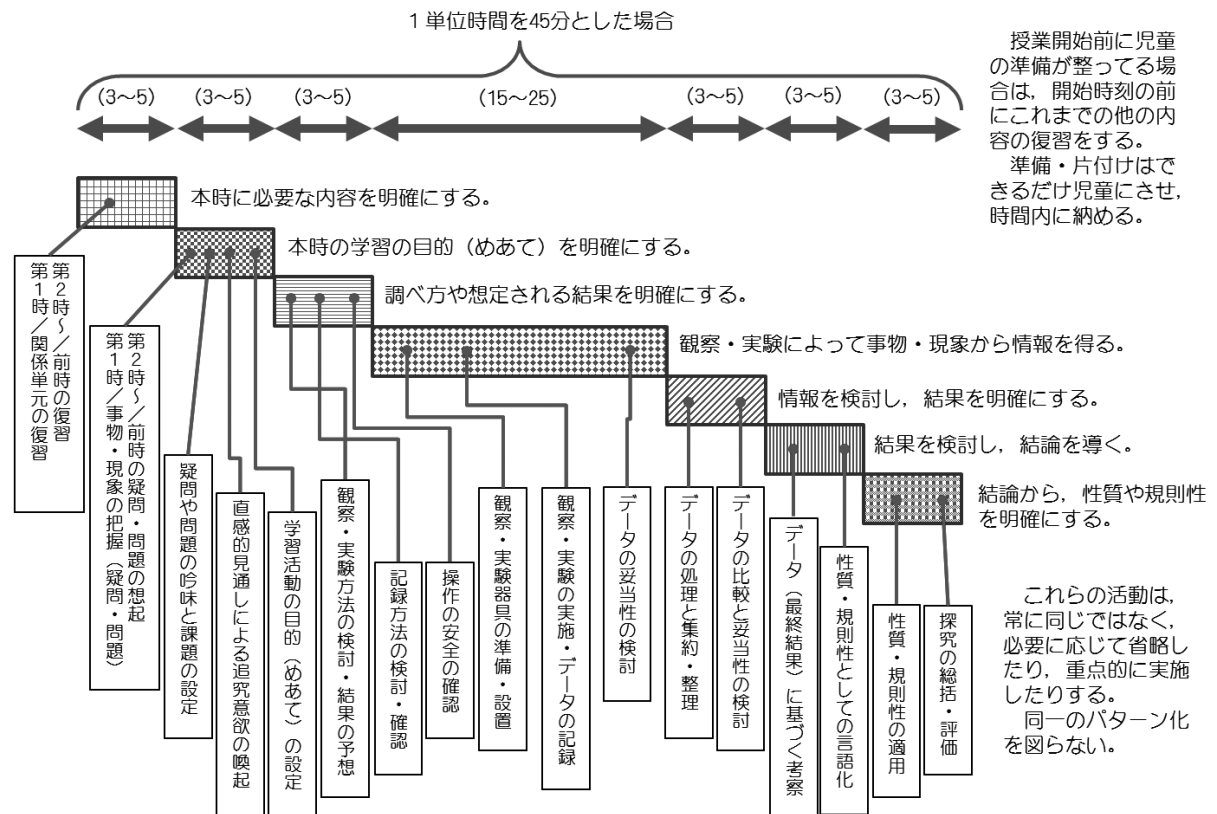 1単位時間を45分とした場合
(3~5)
(3~5)
(3~5)
(15~25)
(3~5)
(3~5)
(3~5)
授業開始前に児童
の準備が整ってる場
合は,開始時刻の前
にこれまでの他の内
容の復習をする。
準備・片付けはで
きるだけ児童にさせ,
時間内に納める。
本時に必要な内容を明確にする。
本時の学習の目的(めあて)を明確にする。
調べ方や想定される結果を明確にする。
観察・実験によって事物・現象から情報を得る。
情報を検討し,結果を明確にする。
結果を検討し,結論を導く。
結論から,性質や規則性
を明確にする。
第2時~/前時の復習
第1時/関係単元の復習
第2時~/前時の疑問・問題の想起
第1時/事物・現象の把握(疑問・問題)
疑問や問題の吟味と課題の設定
直感的見通しによる追究意欲の喚起
学習活動の目的(めあて)の設定
観察・実験方法の検討・結果の予想
記録方法の検討・確認
操作の安全の確認
観察・実験器具の準備・設置
観察・実験の実施・データの記録
データの妥当性の検討
データの処理と集約・整理
データの比較と妥当性の検討
データ(最終結果)に基づく考察
性質・規則性としての言語化
性質・規則性の適用
探究の総括・評価
これらの活動は,
常に同じではなく,
必要に応じて省略し
たり,重点的に実施
したりする。
同一のパターン化
を図らない。